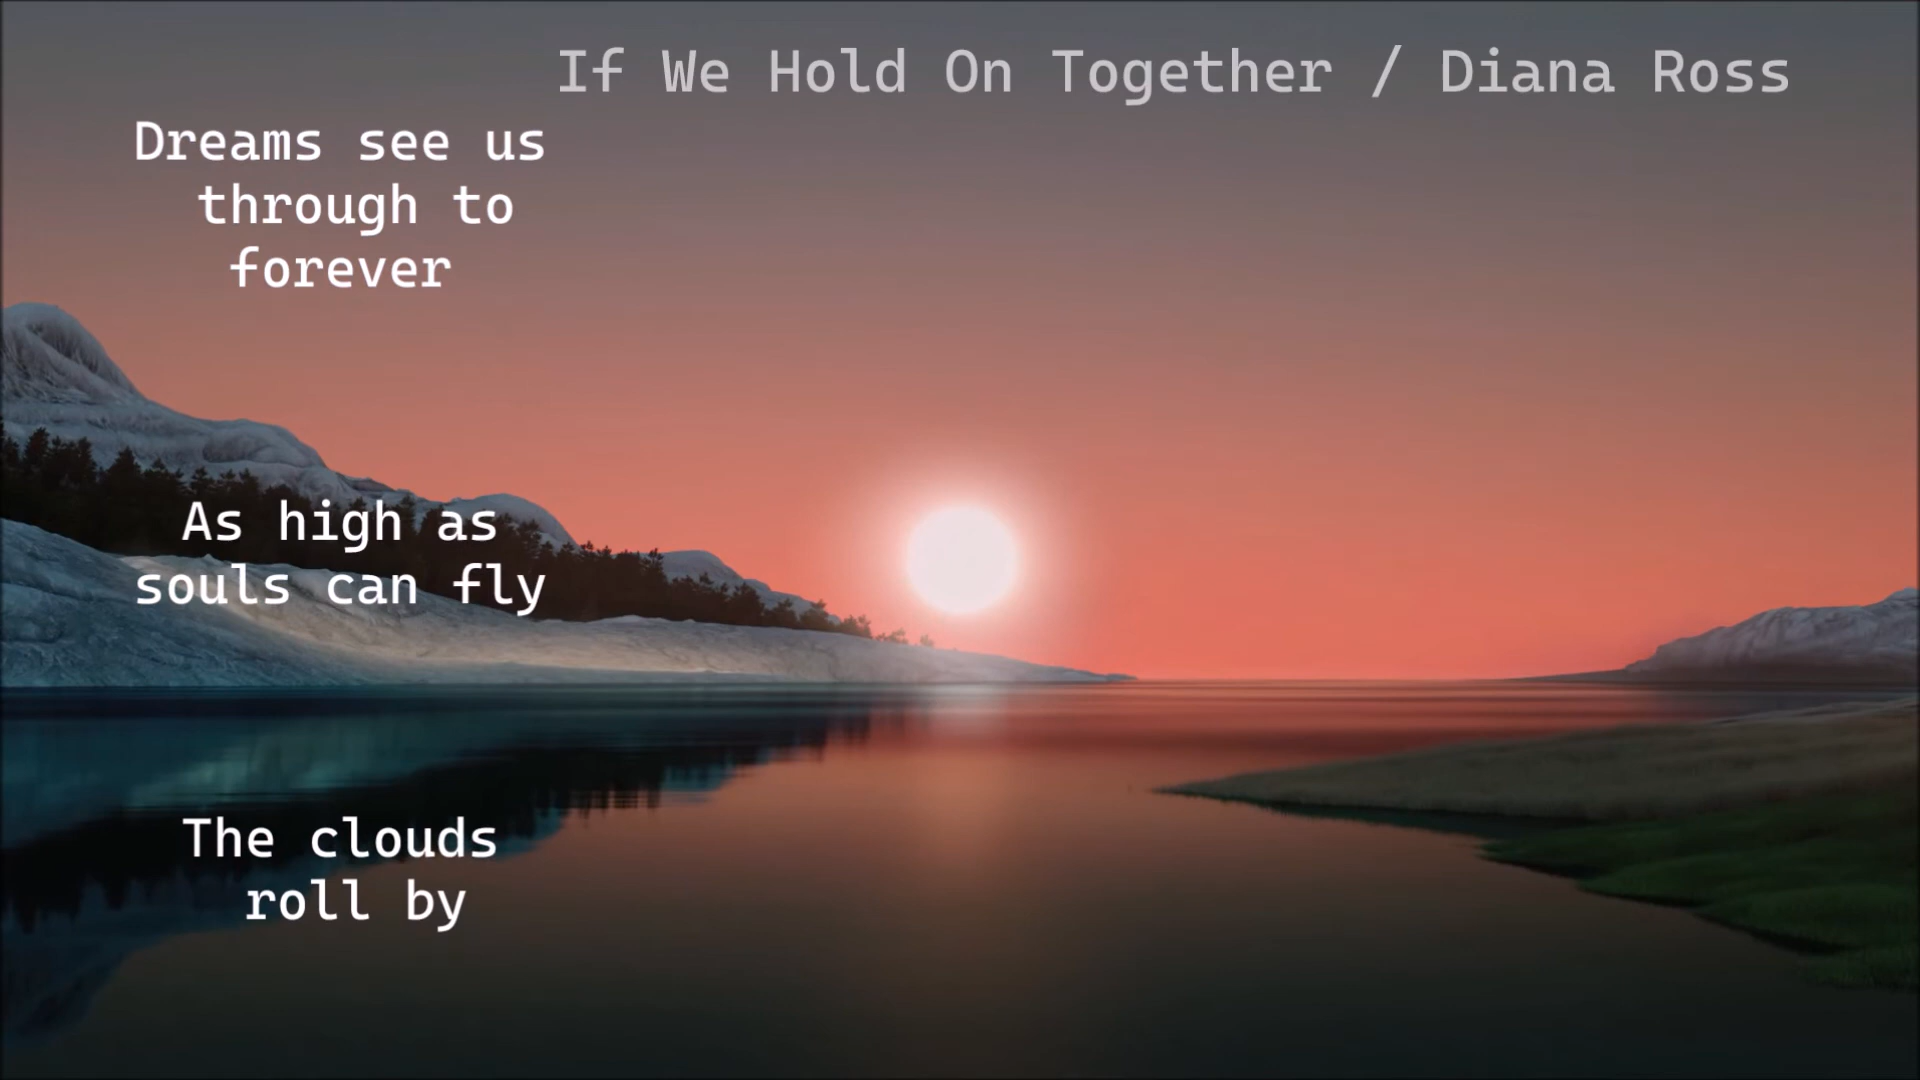 If We Hold On Together / Diana Ross
Dreams see us
through to
forever
As high as
souls can fly
The clouds
roll by